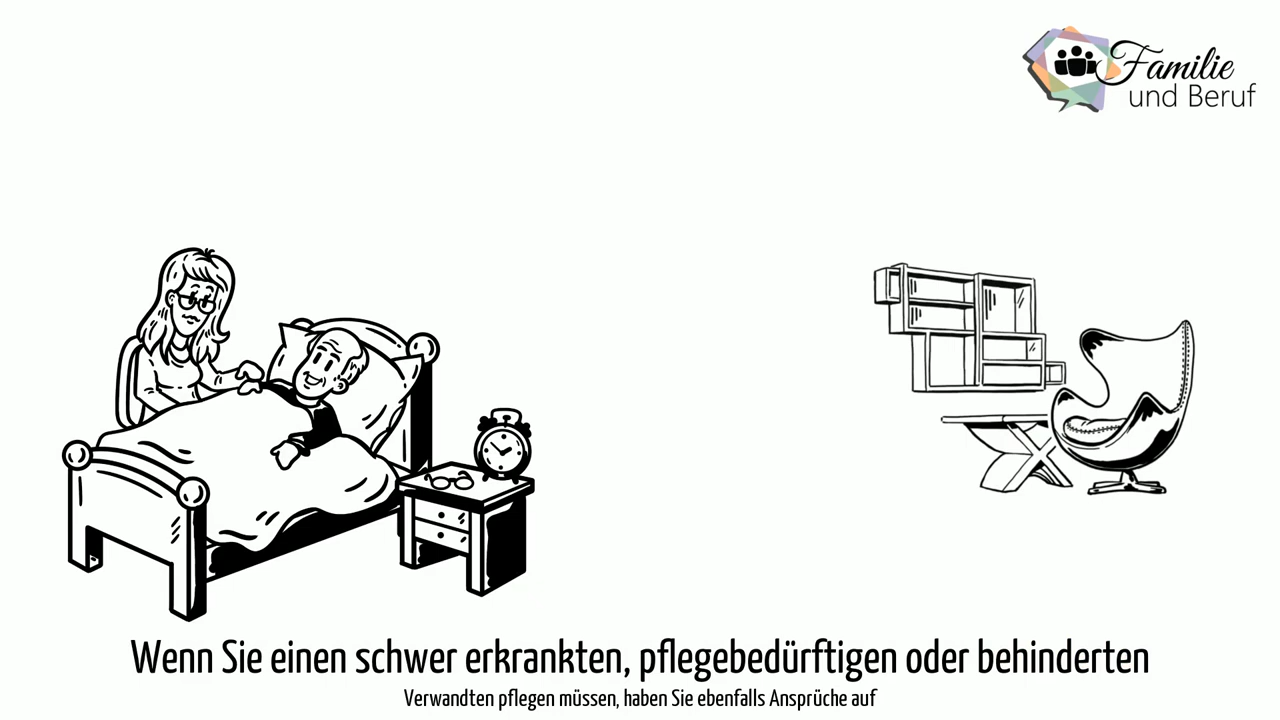 Familie
und Beruf
Wenn Sie einen schwer erkrankten, pflegebedürftigen oder behinderten
Verwandten pflegen müssen, haben Sie ebenfalls Ansprüche auf